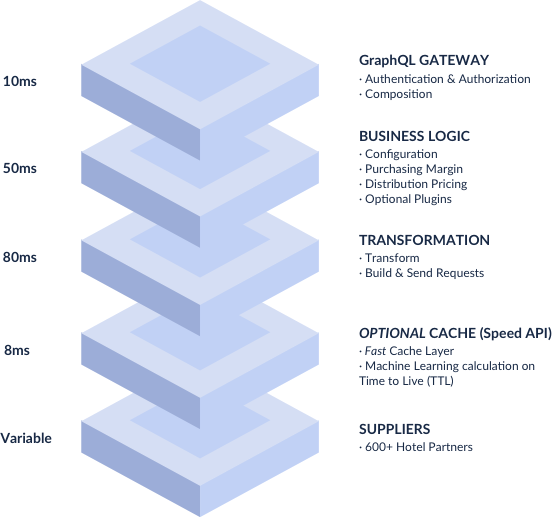 10ms
GraphQL GATEWAY
· Authentication & Authorization
· Composition
50ms
BUSINESS LOGIC
· Configuration
· Purchasing Margin
· Distribution Pricing
· Optional Plugins
80ms
TRANSFORMATION
· Transform
· Build & Send Requests
8ms
OPTIONAL CACHE (Speed API)
· Fast Cache Layer
· Machine Learning calculation on
Time to Live (TTL)
Variable
SUPPLIERS
· 600+ Hotel Partners